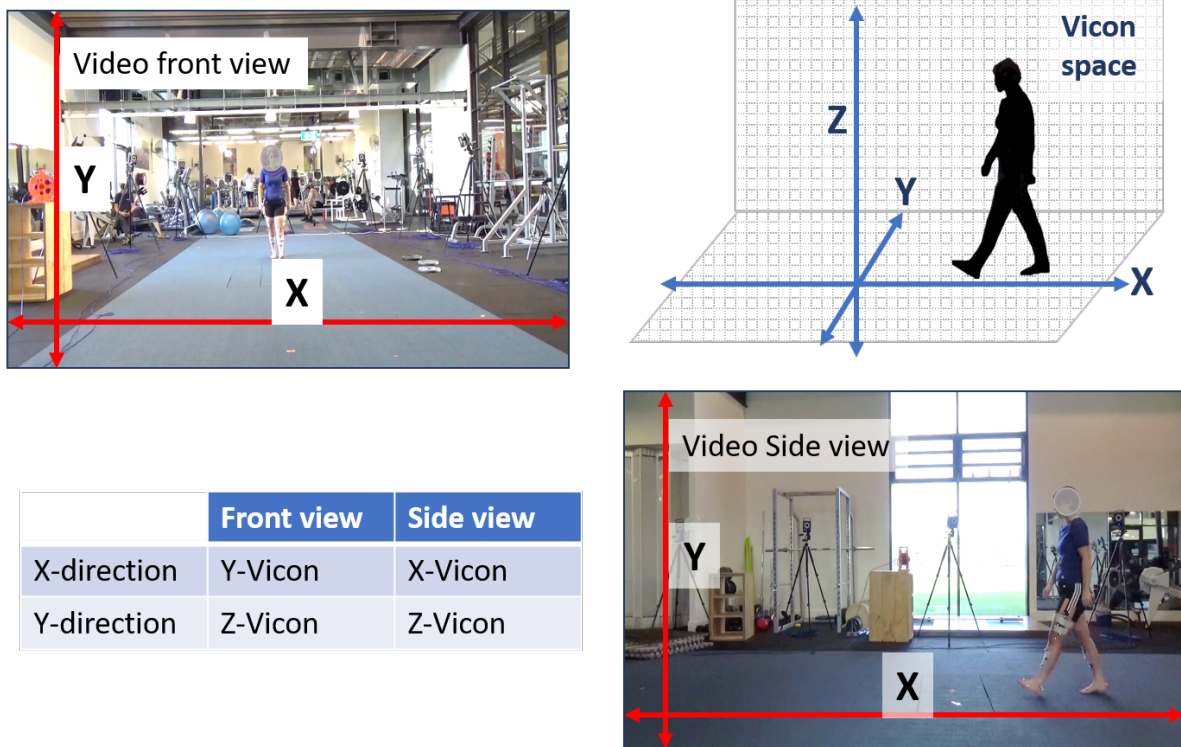 Video front view
Y
X
Vicon
space
Z
Y
X
Video Side view
Y
X
Front view Side view
X-direction Y-Vicon X-Vicon
Y-direction Z-Vicon Z-Vicon